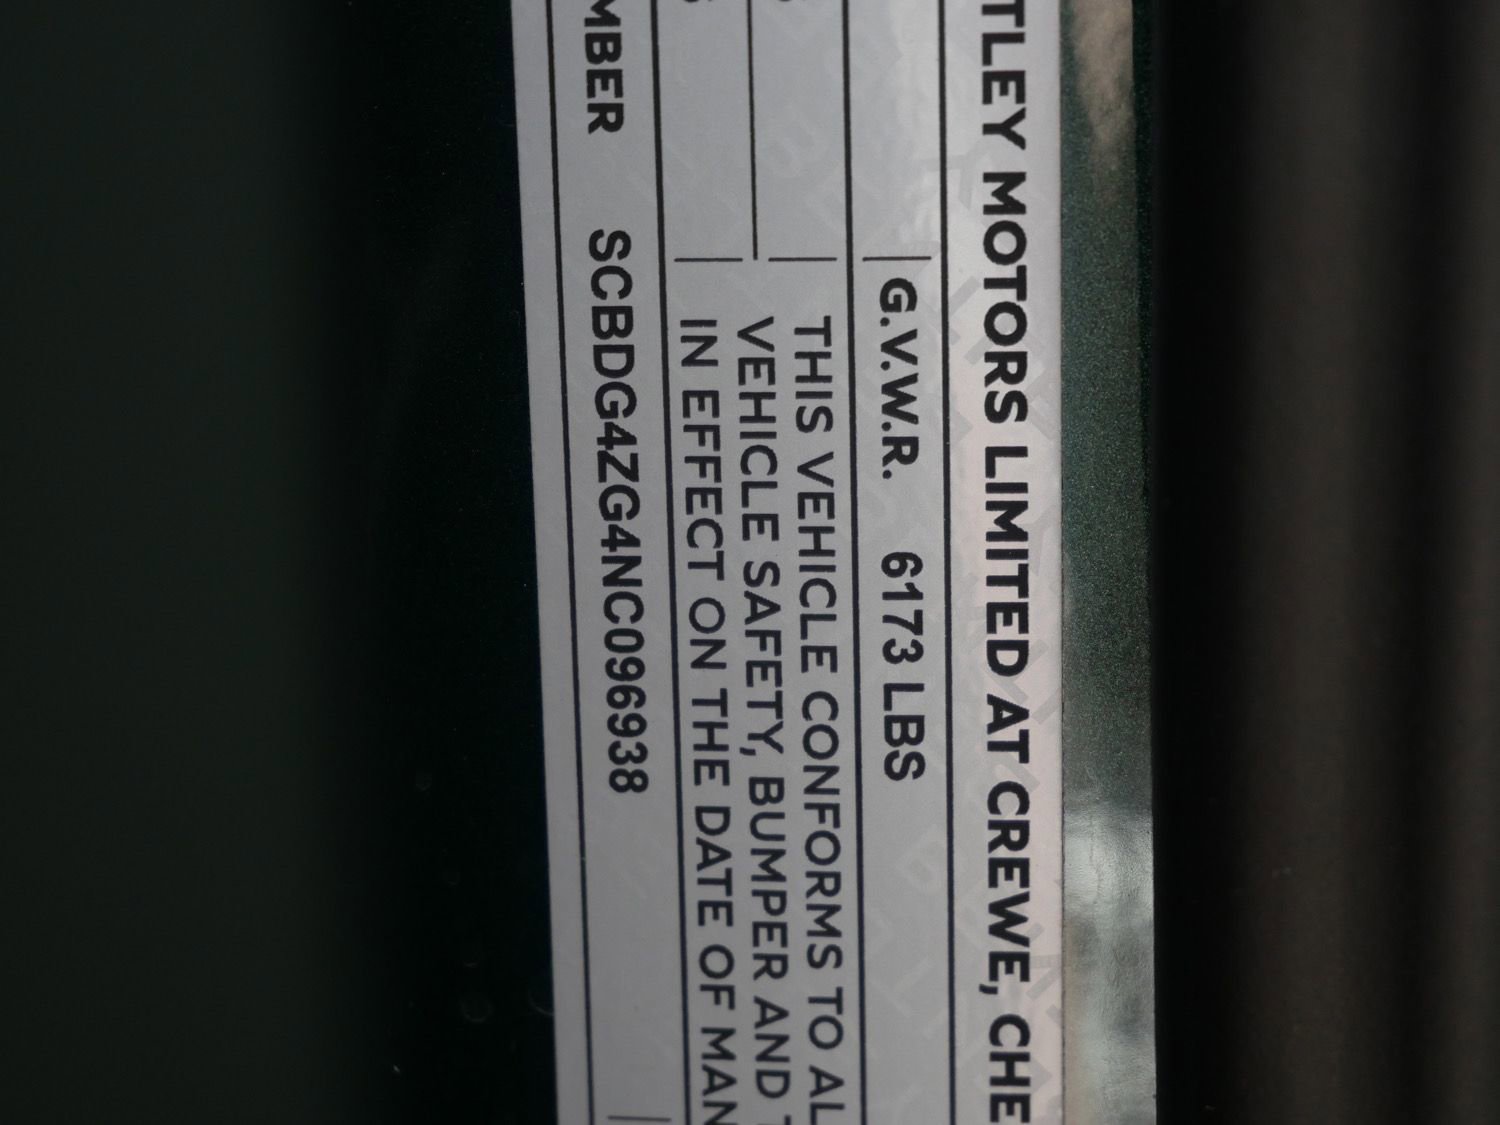 TLEY MOTORS LIMITED AT CREWE, CHE
G.V.W.R. 6173 LBS
THIS VEHICLE CONFORMS TO AL
VEHICLE SAFETY, BUMPER AND T
IN EFFECT ON THE DATE OF MAN
MBER SCBDG4ZG4NC096938